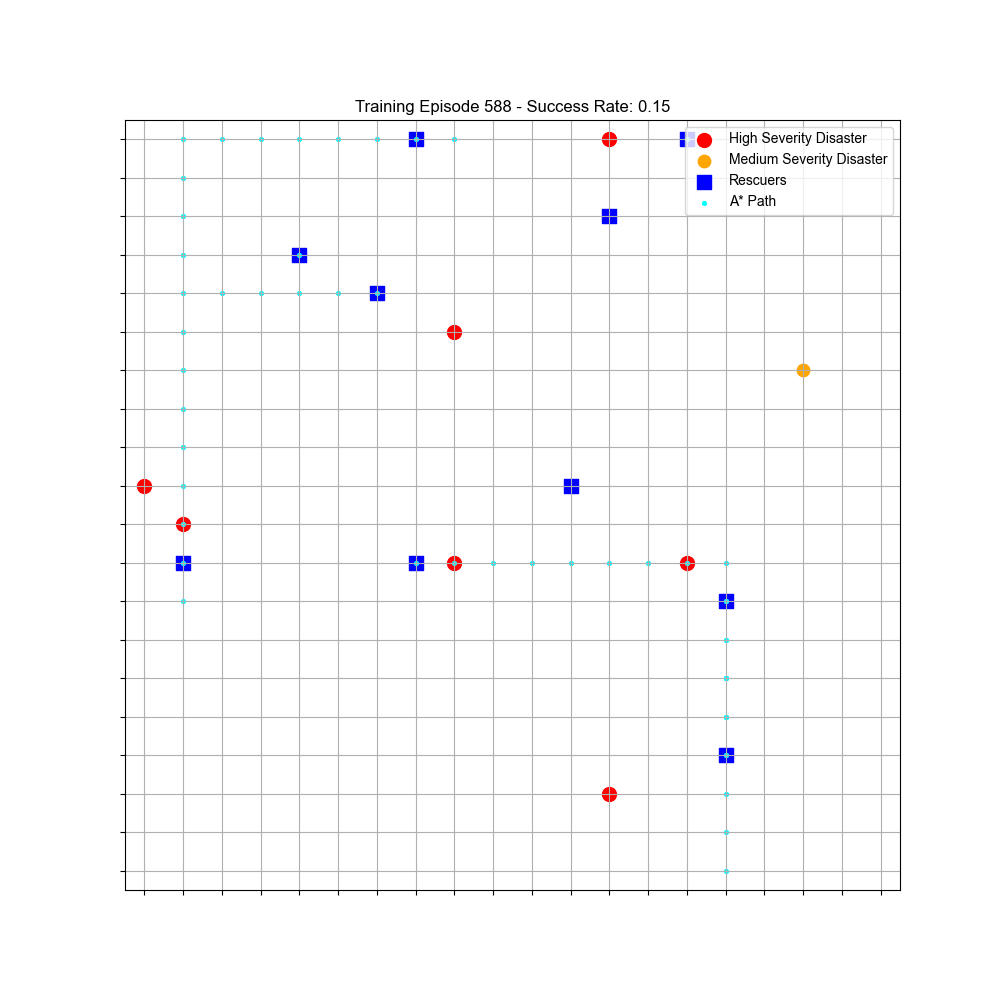 Training Episode 588 - Success Rate: 0.15
High Severity Disaster
Medium Severity Disaster
Rescuers
A* Path